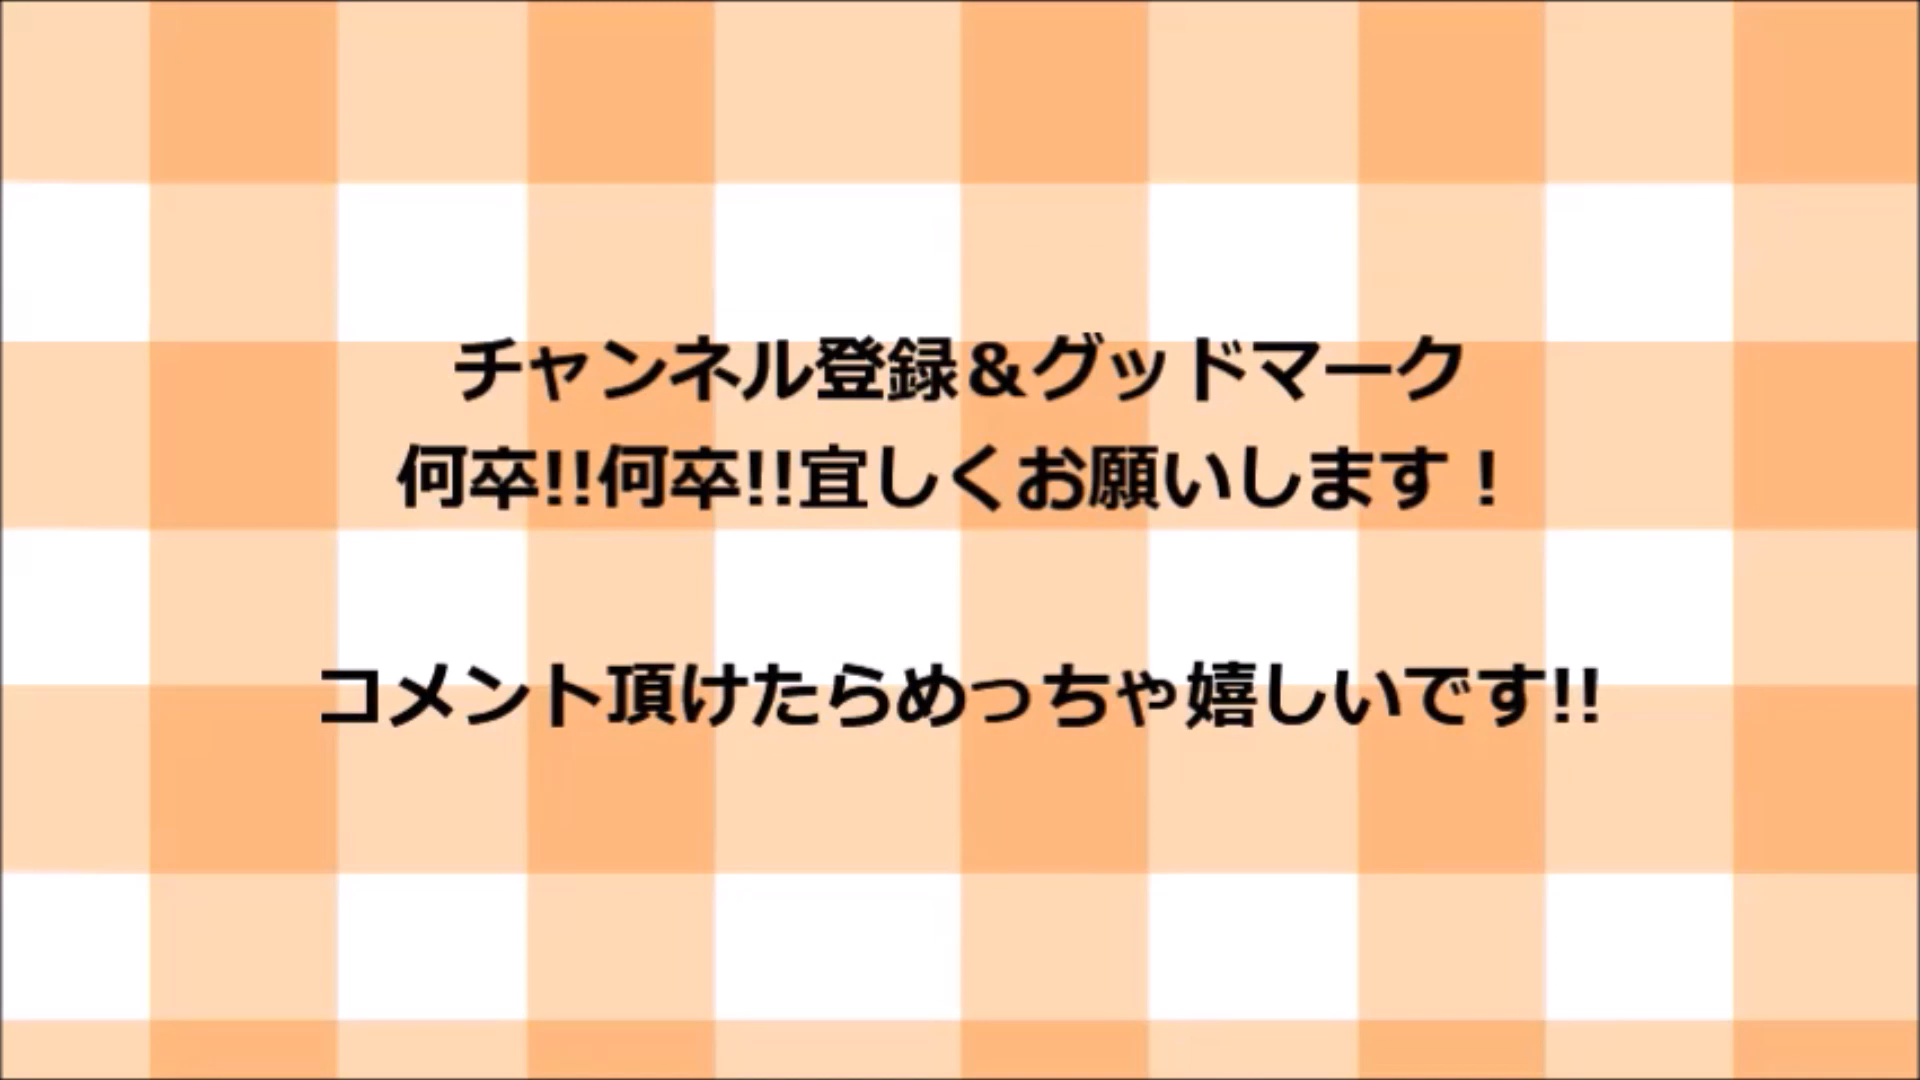 チャンネル登録＆グッドマーク
何卒!!何卒!!宜しくお願いします！
コメント頂けたらめっちゃ嬉しいです!!